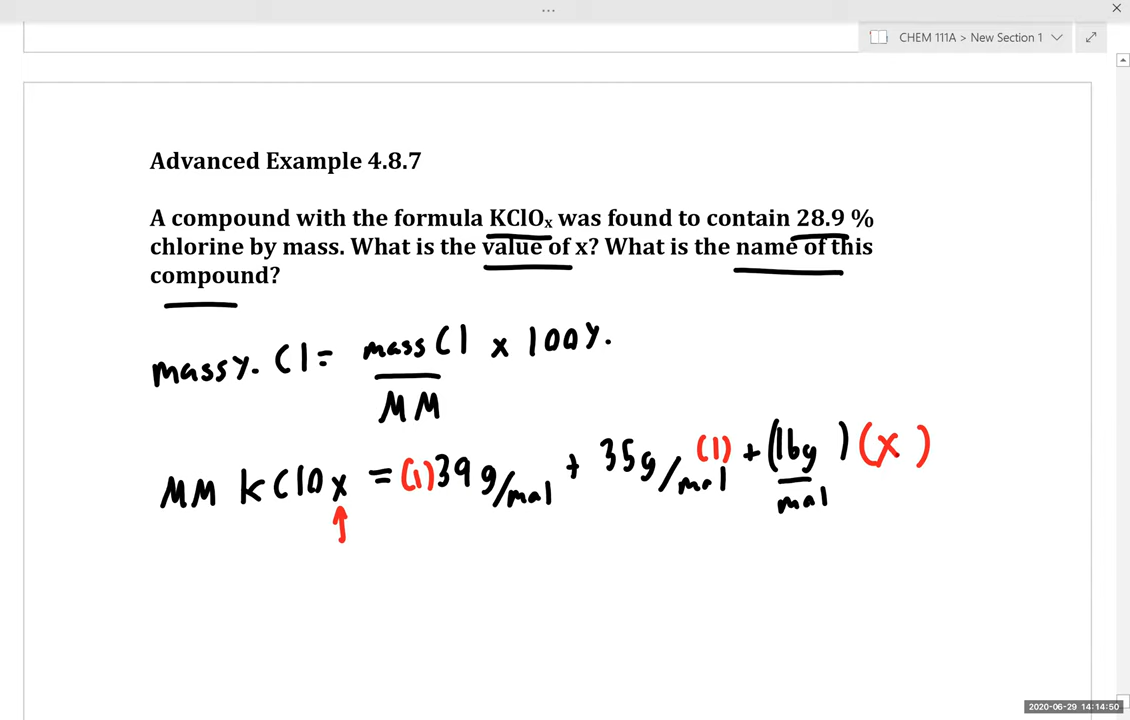 CHEM 111A > New Section 1
Advanced Example 4.8.7
A compound with the formula KClOₓ was found to contain 28.9 %
chlorine by mass. What is the value of x? What is the name of this
compound?
mass%. Cl = mass Cl x 100%.
MM
MM KClOx = (1)39 g/mol + 35g/mol (1) + (16g ) (x)
mol
2020-06-29 14:14:50